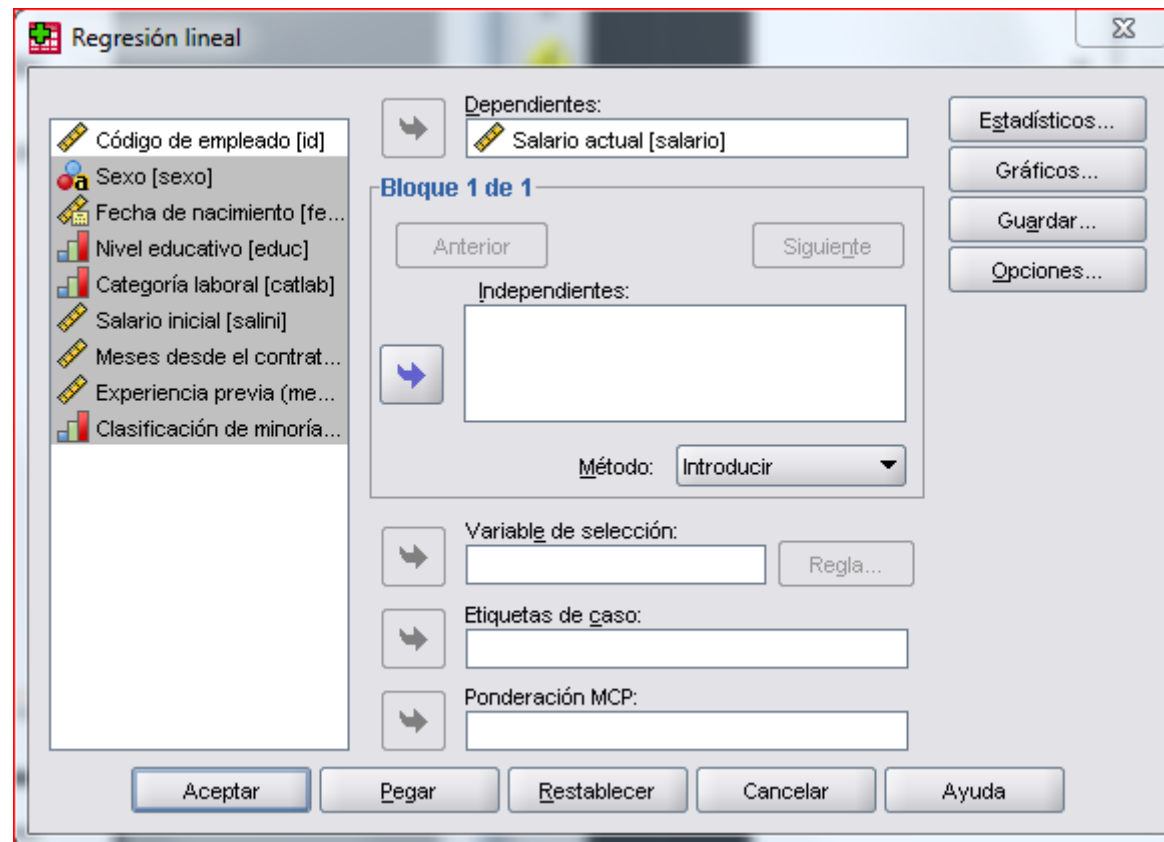 Regresión lineal
Código de empleado [id]
Sexo [sexo]
Fecha de nacimiento [fe...
Nivel educativo [educ]
Categoría laboral [catlab]
Salario inicial [salini]
Meses desde el contrat...
Experiencia previa (me...
Clasificación de minoría...
Dependientes:
Salario actual [salario]
Bloque 1 de 1
Anterior
Siguiente
Independientes:
Método:
Introducir
Variable de selección:
Regla...
Etiquetas de caso:
Ponderación MCP:
Estadísticos...
Gráficos...
Guardar...
Opciones...
Aceptar
Pegar
Restablecer
Cancelar
Ayuda